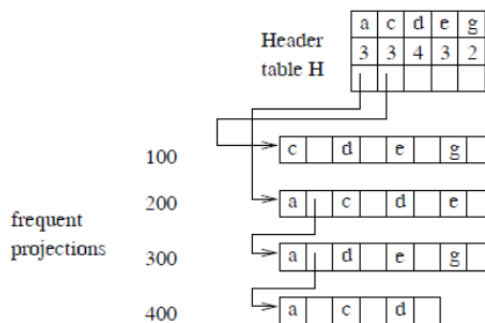 a c d e g
Header
3 3 4 3 2
table H
c d e g
100
a c d e
200
frequent
projections
a d e g
300
a c d
400